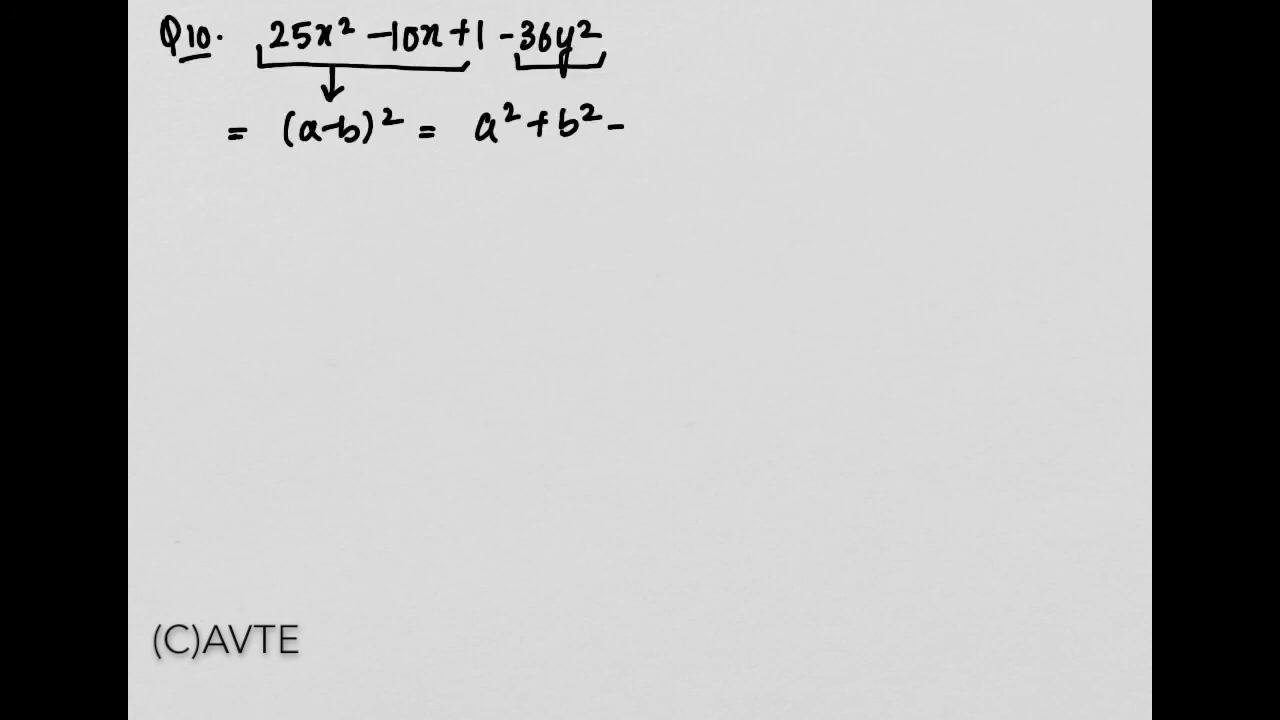 Q10. 25x² -10x +1 -36y²
= (a-b)² = a² + b² -
(C)AVTE